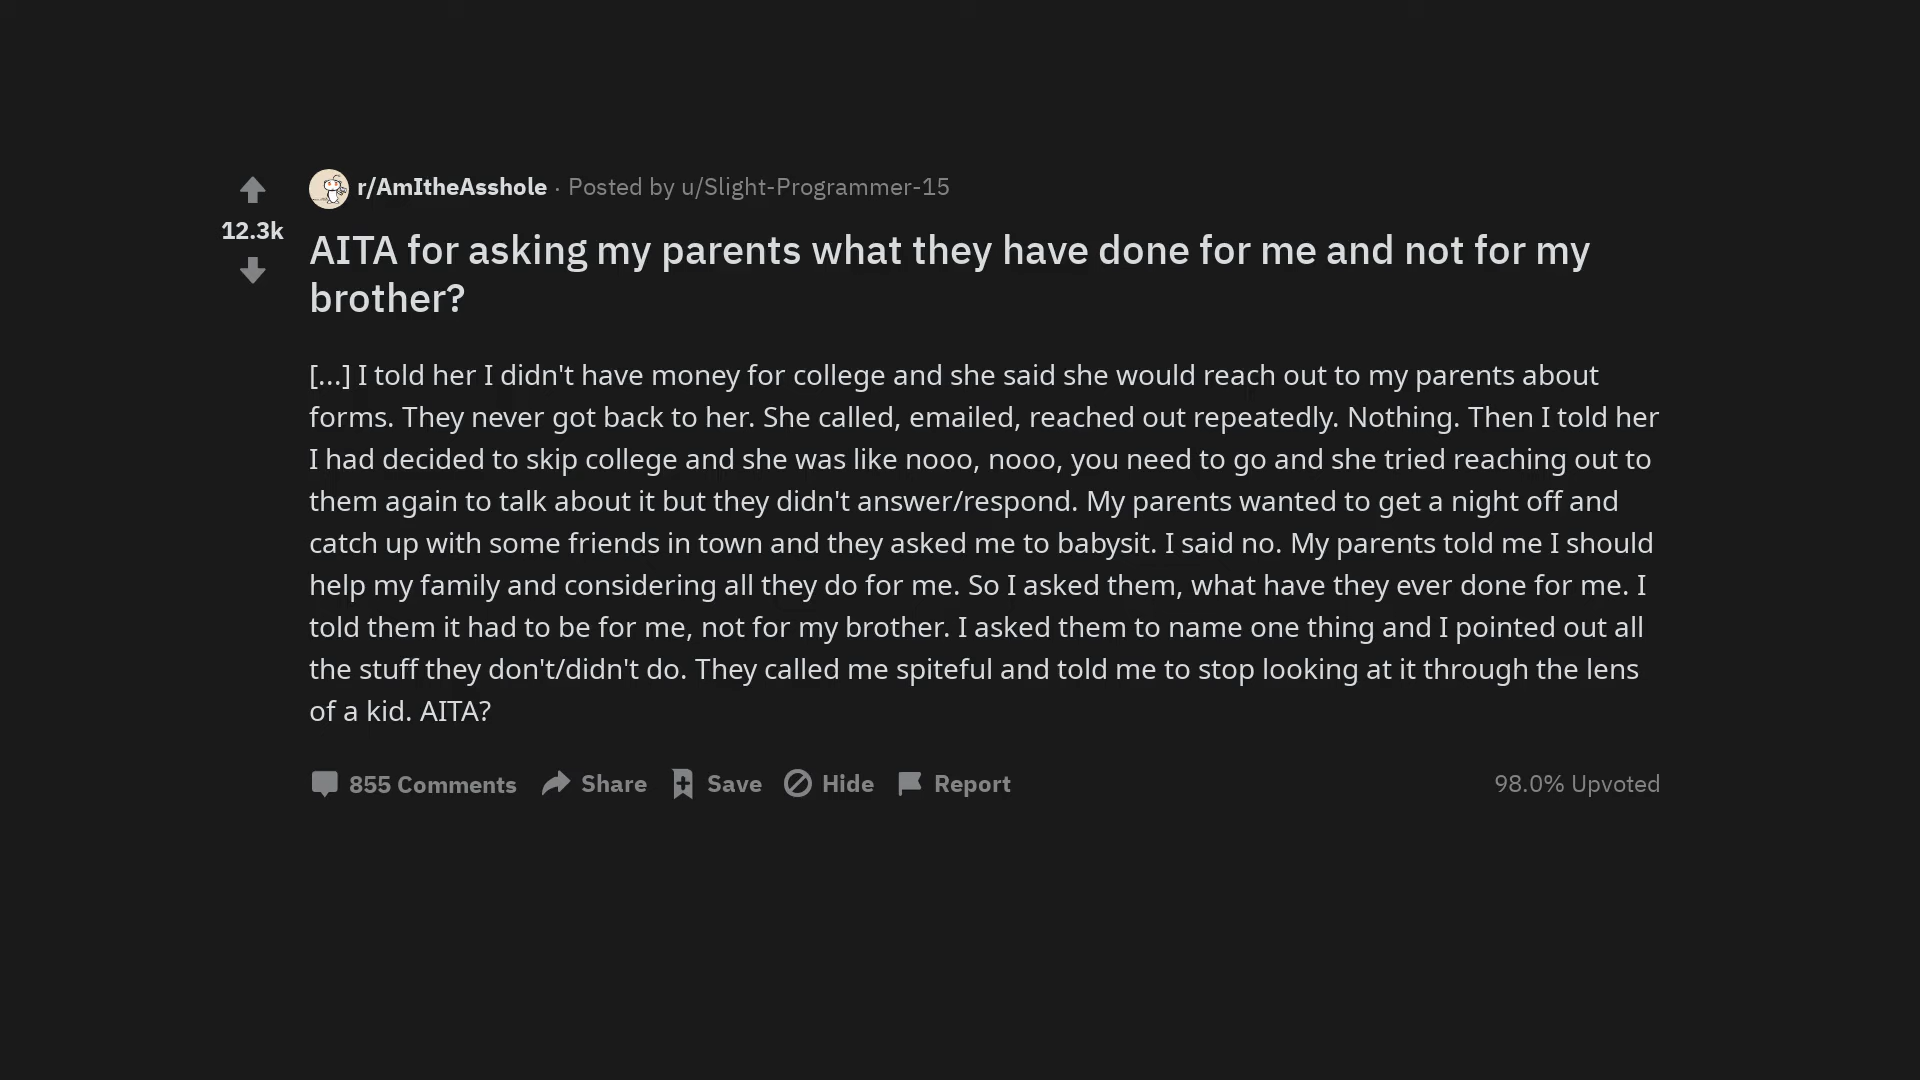 r/AmItheAsshole · Posted by u/Slight-Programmer-15
12.3k
AITA for asking my parents what they have done for me and not for my
brother?
[...] I told her I didn't have money for college and she said she would reach out to my parents about
forms. They never got back to her. She called, emailed, reached out repeatedly. Nothing. Then I told her
I had decided to skip college and she was like nooo, nooo, you need to go and she tried reaching out to
them again to talk about it but they didn't answer/respond. My parents wanted to get a night off and
catch up with some friends in town and they asked me to babysit. I said no. My parents told me I should
help my family and considering all they do for me. So I asked them, what have they ever done for me. I
told them it had to be for me, not for my brother. I asked them to name one thing and I pointed out all
the stuff they don't/didn't do. They called me spiteful and told me to stop looking at it through the lens
of a kid. AITA?
855 Comments Share Save Hide Report 98.0% Upvoted